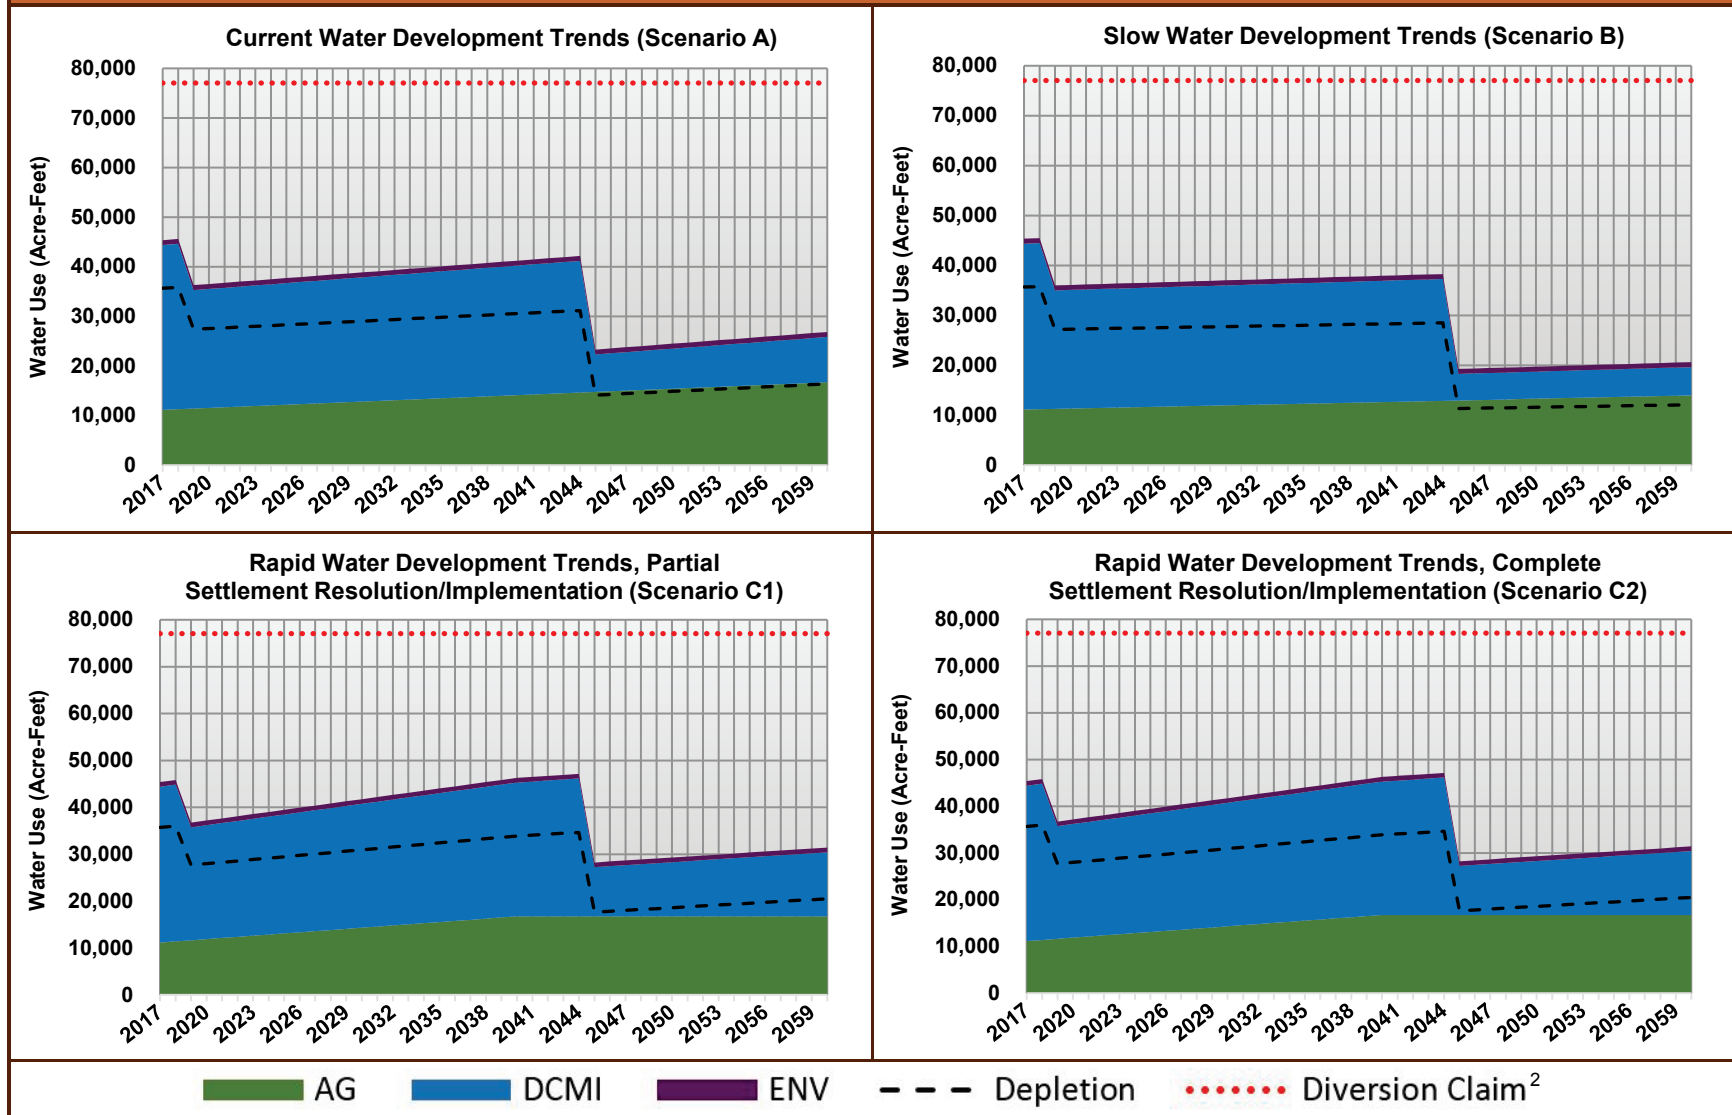 Current Water Development Trends (Scenario A)
Water Use (Acre-Feet)
80,000
70,000
60,000
50,000
40,000
30,000
20,000
10,000
0
2017 2020 2023 2026 2029 2032 2035 2038 2041 2044 2047 2050 2053 2056 2059
Slow Water Development Trends (Scenario B)
Water Use (Acre-Feet)
80,000
70,000
60,000
50,000
40,000
30,000
20,000
10,000
0
2017 2020 2023 2026 2029 2032 2035 2038 2041 2044 2047 2050 2053 2056 2059
Rapid Water Development Trends, Partial
Settlement Resolution/Implementation (Scenario C1)
Water Use (Acre-Feet)
80,000
70,000
60,000
50,000
40,000
30,000
20,000
10,000
0
2017 2020 2023 2026 2029 2032 2035 2038 2041 2044 2047 2050 2053 2056 2059
Rapid Water Development Trends, Complete
Settlement Resolution/Implementation (Scenario C2)
Water Use (Acre-Feet)
80,000
70,000
60,000
50,000
40,000
30,000
20,000
10,000
0
2017 2020 2023 2026 2029 2032 2035 2038 2041 2044 2047 2050 2053 2056 2059
AG DCMI ENV Depletion Diversion Claim²